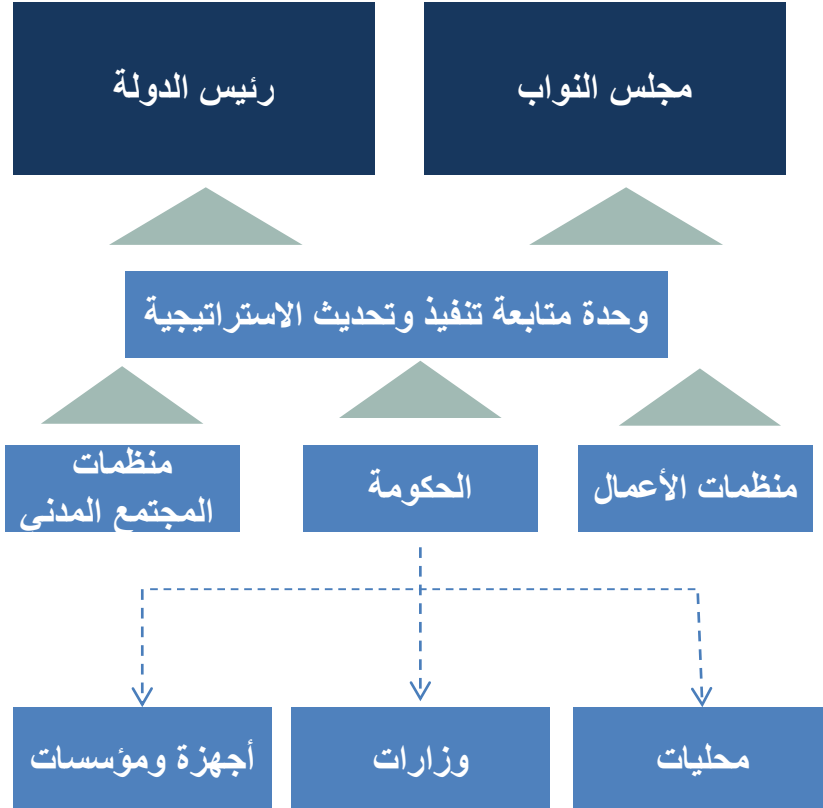 مجلس النواب
رئيس الدولة
وحدة متابعة تنفيذ وتحديث الاستراتيجية
منظمات الأعمال
الحكومة
منظمات
المجتمع المدني
محليات
وزارات
أجهزة ومؤسسات